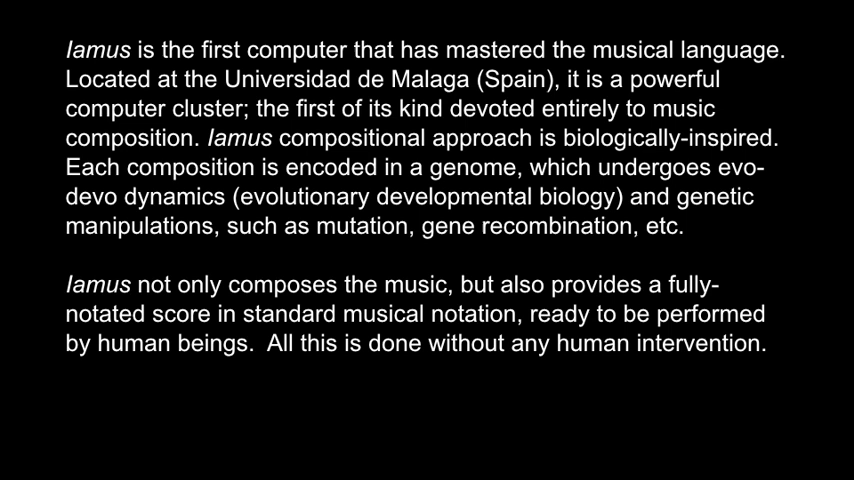 Iamus is the first computer that has mastered the musical language.
Located at the Universidad de Malaga (Spain), it is a powerful
computer cluster; the first of its kind devoted entirely to music
composition. Iamus compositional approach is biologically-inspired.
Each composition is encoded in a genome, which undergoes evo-
devo dynamics (evolutionary developmental biology) and genetic
manipulations, such as mutation, gene recombination, etc.
Iamus not only composes the music, but also provides a fully-
notated score in standard musical notation, ready to be performed
by human beings.  All this is done without any human intervention.